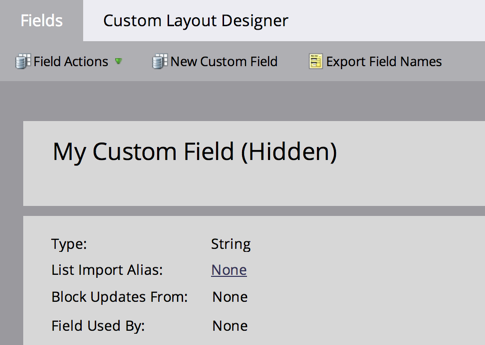 Fields Custom Layout Designer
Field Actions New Custom Field Export Field Names
My Custom Field (Hidden)
Type: String
List Import Alias: None
Block Updates From: None
Field Used By: None